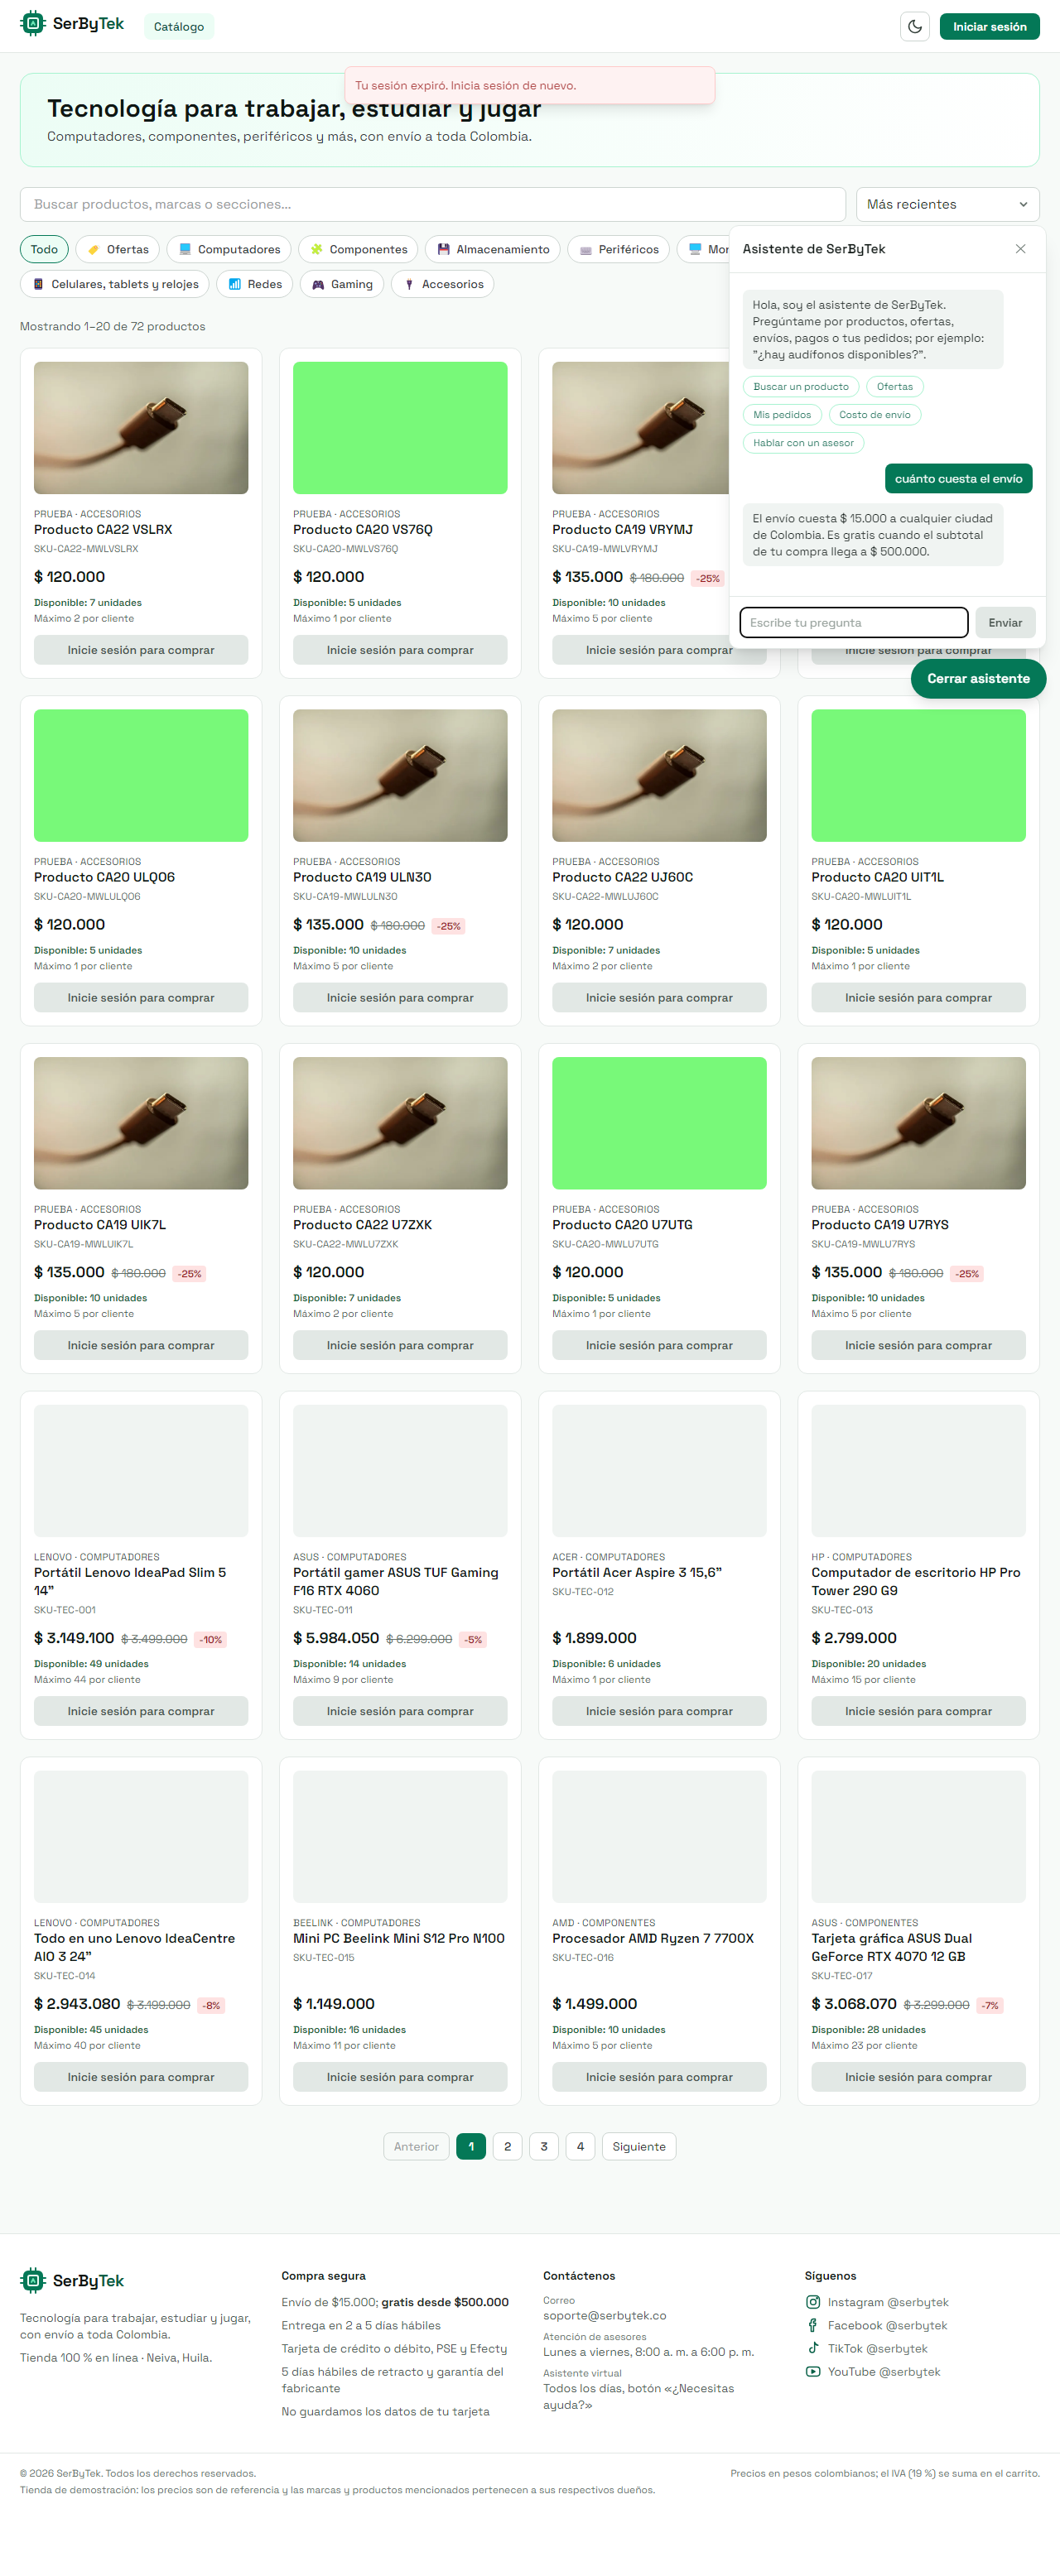 SerByTek
Catálogo
Iniciar sesión
Tu sesión expiró. Inicia sesión de nuevo.
Tecnología para trabajar, estudiar y jugar
Computadores, componentes, periféricos y más, con envío a toda Colombia.
Buscar productos, marcas o secciones...
Más recientes
Todo
Ofertas
Computadores
Componentes
Almacenamiento
Periféricos
Celulares, tablets y relojes
Redes
Gaming
Accesorios
Mostrando 1–20 de 72 productos
Asistente de SerByTek
Hola, soy el asistente de SerByTek.
Pregúntame por productos, ofertas,
envíos, pagos o tus pedidos; por ejemplo:
"¿hay audífonos disponibles?".
Buscar un producto
Ofertas
Mis pedidos
Costo de envío
Hablar con un asesor
cuánto cuesta el envío
El envío cuesta $ 15.000 a cualquier ciudad
de Colombia. Es gratis cuando el subtotal
de tu compra llega a $ 500.000.
Escribe tu pregunta
Enviar
Cerrar asistente
PRUEBA · ACCESORIOS
Producto CA22 VSLRX
SKU-CA22-MWLVSLRX
$ 120.000
Disponible: 7 unidades
Máximo 2 por cliente
Inicie sesión para comprar
PRUEBA · ACCESORIOS
Producto CA20 VS76Q
SKU-CA20-MWLVS76Q
$ 120.000
Disponible: 5 unidades
Máximo 1 por cliente
Inicie sesión para comprar
PRUEBA · ACCESORIOS
Producto CA19 VRYMJ
SKU-CA19-MWLVRYMJ
$ 135.000 $ 180.000 -25%
Disponible: 10 unidades
Máximo 5 por cliente
Inicie sesión para comprar
Inicie sesión para comprar
PRUEBA · ACCESORIOS
Producto CA20 ULQO6
SKU-CA20-MWLULQO6
$ 120.000
Disponible: 5 unidades
Máximo 1 por cliente
Inicie sesión para comprar
PRUEBA · ACCESORIOS
Producto CA19 ULN30
SKU-CA19-MWLULN30
$ 135.000 $ 180.000 -25%
Disponible: 10 unidades
Máximo 5 por cliente
Inicie sesión para comprar
PRUEBA · ACCESORIOS
Producto CA22 UJ60C
SKU-CA22-MWLUJ60C
$ 120.000
Disponible: 7 unidades
Máximo 2 por cliente
Inicie sesión para comprar
PRUEBA · ACCESORIOS
Producto CA20 UIT1L
SKU-CA20-MWLUIT1L
$ 120.000
Disponible: 5 unidades
Máximo 1 por cliente
Inicie sesión para comprar
PRUEBA · ACCESORIOS
Producto CA19 UIK7L
SKU-CA19-MWLUIK7L
$ 135.000 $ 180.000 -25%
Disponible: 10 unidades
Máximo 5 por cliente
Inicie sesión para comprar
PRUEBA · ACCESORIOS
Producto CA22 U7ZXK
SKU-CA22-MWLU7ZXK
$ 120.000
Disponible: 7 unidades
Máximo 2 por cliente
Inicie sesión para comprar
PRUEBA · ACCESORIOS
Producto CA20 U7UTG
SKU-CA20-MWLU7UTG
$ 120.000
Disponible: 5 unidades
Máximo 1 por cliente
Inicie sesión para comprar
PRUEBA · ACCESORIOS
Producto CA19 U7RYS
SKU-CA19-MWLU7RYS
$ 135.000 $ 180.000 -25%
Disponible: 10 unidades
Máximo 5 por cliente
Inicie sesión para comprar
LENOVO · COMPUTADORES
Portátil Lenovo IdeaPad Slim 5
14"
SKU-TEC-001
$ 3.149.100 $ 3.499.000 -10%
Disponible: 49 unidades
Máximo 44 por cliente
Inicie sesión para comprar
ASUS · COMPUTADORES
Portátil gamer ASUS TUF Gaming
F16 RTX 4060
SKU-TEC-011
$ 5.984.050 $ 6.299.000 -5%
Disponible: 14 unidades
Máximo 9 por cliente
Inicie sesión para comprar
ACER · COMPUTADORES
Portátil Acer Aspire 3 15,6"
SKU-TEC-012
$ 1.899.000
Disponible: 6 unidades
Máximo 1 por cliente
Inicie sesión para comprar
HP · COMPUTADORES
Computador de escritorio HP Pro
Tower 290 G9
SKU-TEC-013
$ 2.799.000
Disponible: 20 unidades
Máximo 15 por cliente
Inicie sesión para comprar
LENOVO · COMPUTADORES
Todo en uno Lenovo IdeaCentre
AIO 3 24"
SKU-TEC-014
$ 2.943.080 $ 3.199.000 -8%
Disponible: 45 unidades
Máximo 40 por cliente
Inicie sesión para comprar
BEELINK · COMPUTADORES
Mini PC Beelink Mini S12 Pro N100
SKU-TEC-015
$ 1.149.000
Disponible: 16 unidades
Máximo 11 por cliente
Inicie sesión para comprar
AMD · COMPONENTES
Procesador AMD Ryzen 7 7700X
SKU-TEC-016
$ 1.499.000
Disponible: 10 unidades
Máximo 5 por cliente
Inicie sesión para comprar
ASUS · COMPONENTES
Tarjeta gráfica ASUS Dual
GeForce RTX 4070 12 GB
SKU-TEC-017
$ 3.068.070 $ 3.299.000 -7%
Disponible: 28 unidades
Máximo 23 por cliente
Inicie sesión para comprar
Anterior 1 2 3 4 Siguiente
SerByTek
Tecnología para trabajar, estudiar y jugar,
con envío a toda Colombia.
Tienda 100 % en línea · Neiva, Huila.
Compra segura
Envío de $15.000; gratis desde $500.000
Entrega en 2 a 5 días hábiles
Tarjeta de crédito o débito, PSE y Efecty
5 días hábiles de retracto y garantía del
fabricante
No guardamos los datos de tu tarjeta
Contáctenos
Correo
soporte@serbytek.co
Atención de asesores
Lunes a viernes, 8:00 a. m. a 6:00 p. m.
Asistente virtual
Todos los días, botón «¿Necesitas
ayuda?»
Síguenos
Instagram @serbytek
Facebook @serbytek
TikTok @serbytek
YouTube @serbytek
© 2026 SerByTek. Todos los derechos reservados.
Precios en pesos colombianos; el IVA (19 %) se suma en el carrito.
Tienda de demostración: los precios son de referencia y las marcas y productos mencionados pertenecen a sus respectivos dueños.